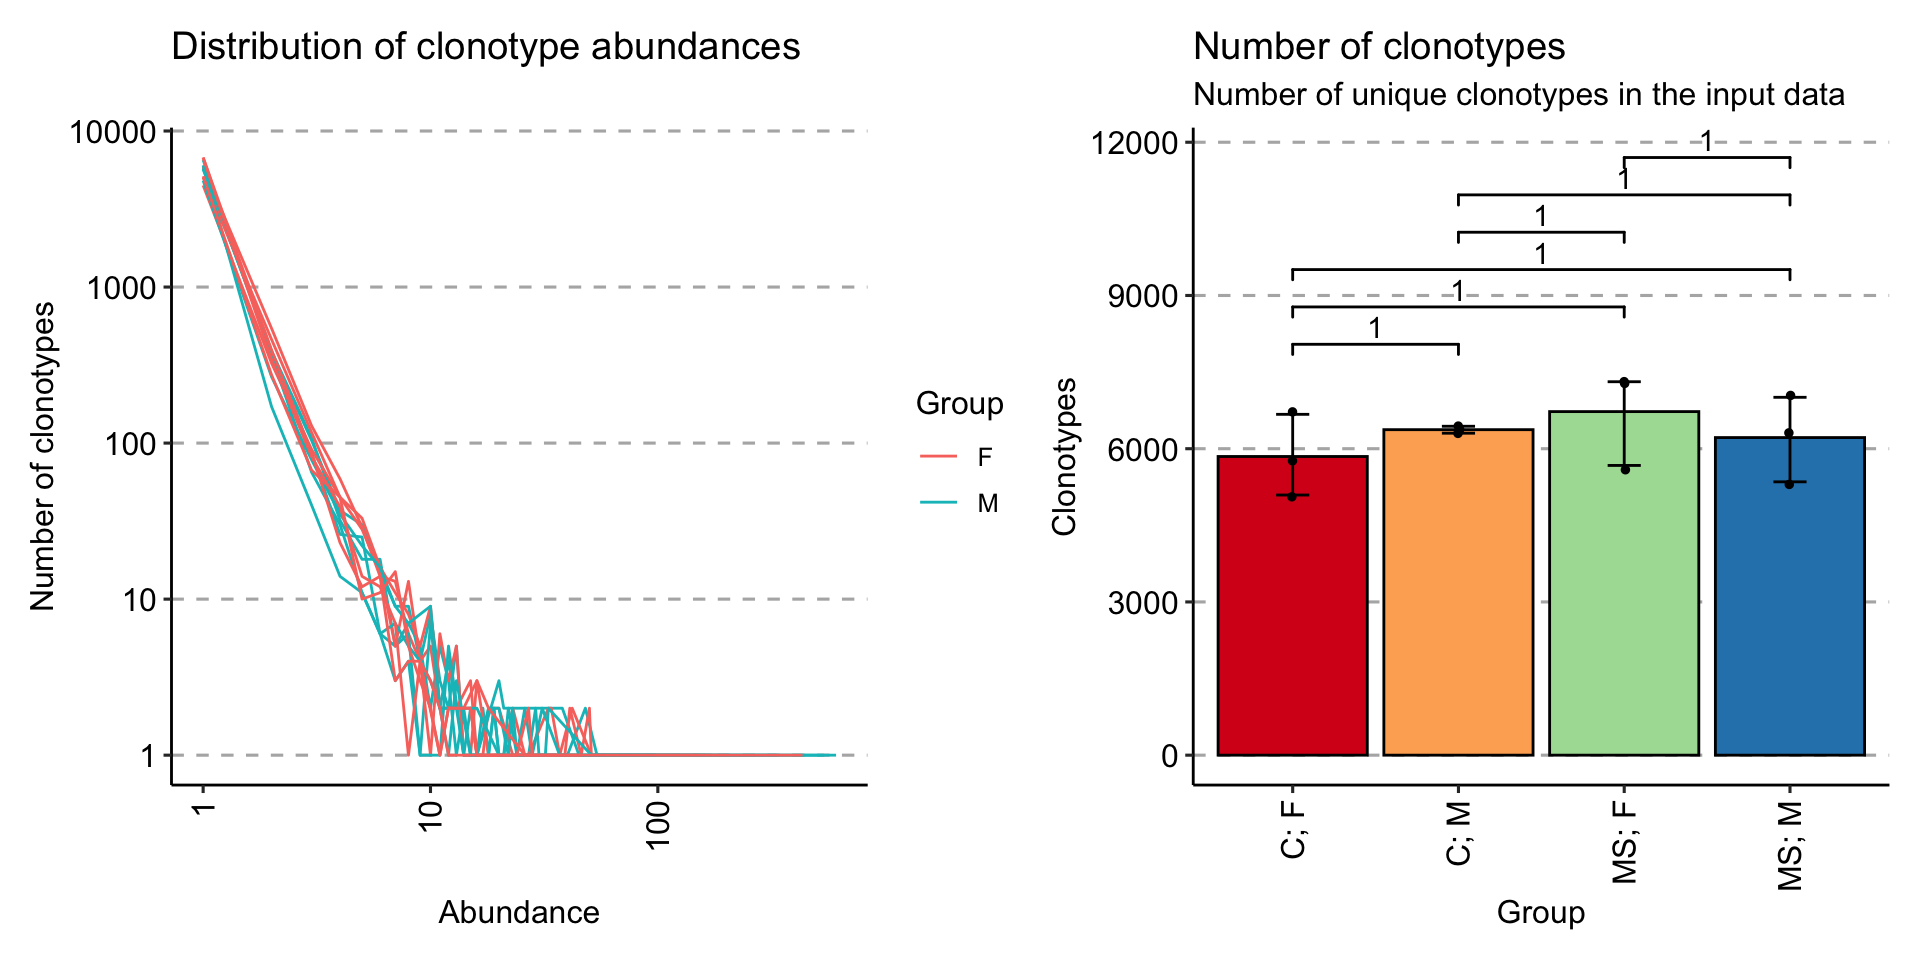 Distribution of clonotype abundances
Number of clonotypes
10000
1000
100
10
1
1
10
100
Abundance
Group
F
M
Number of clonotypes
Number of unique clonotypes in the input data
Clonotypes
12000
9000
6000
3000
0
1
1
1
1
1
1
C; F
C; M
MS; F
MS; M
Group